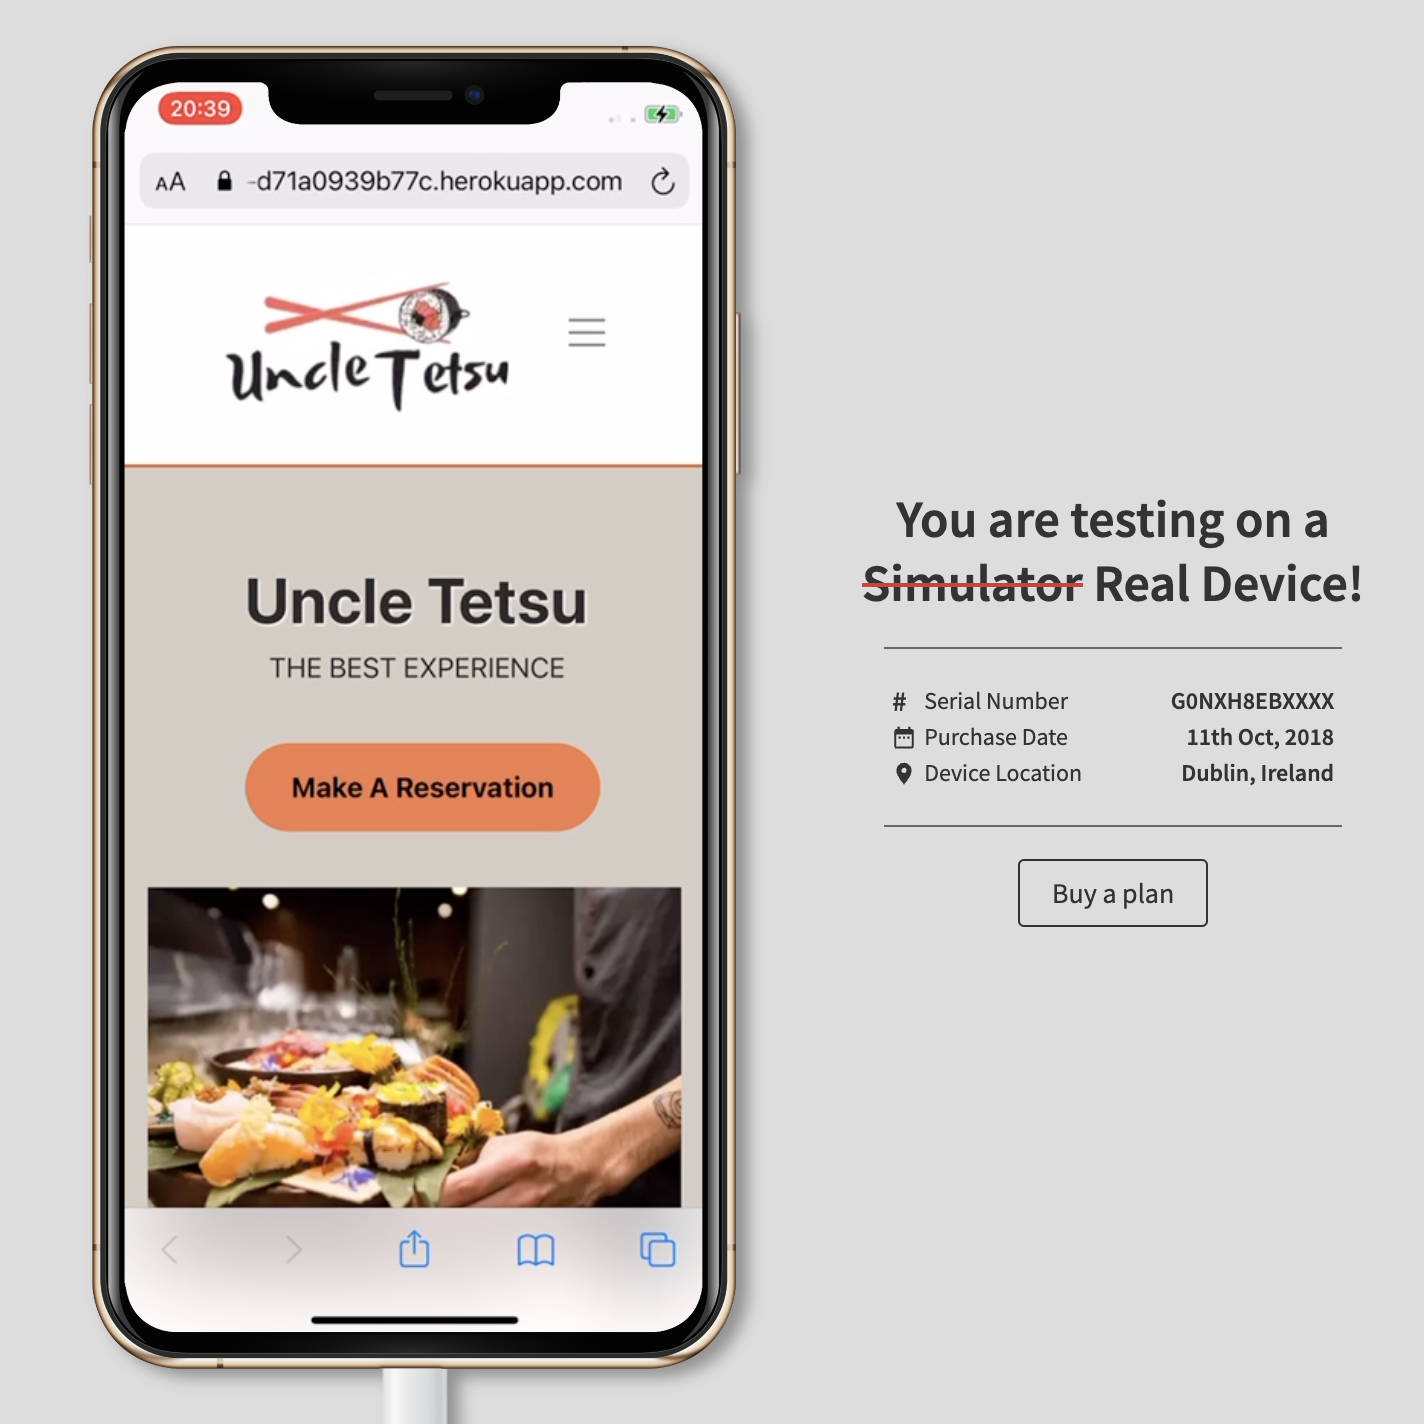 20:39
AA -d71a0939b77c.herokuapp.com
Uncle Tetsu
Uncle Tetsu
THE BEST EXPERIENCE
Make A Reservation
You are testing on a
Simulator Real Device!
# Serial Number G0NXH8EBXXXX
Purchase Date 11th Oct, 2018
Device Location Dublin, Ireland
Buy a plan